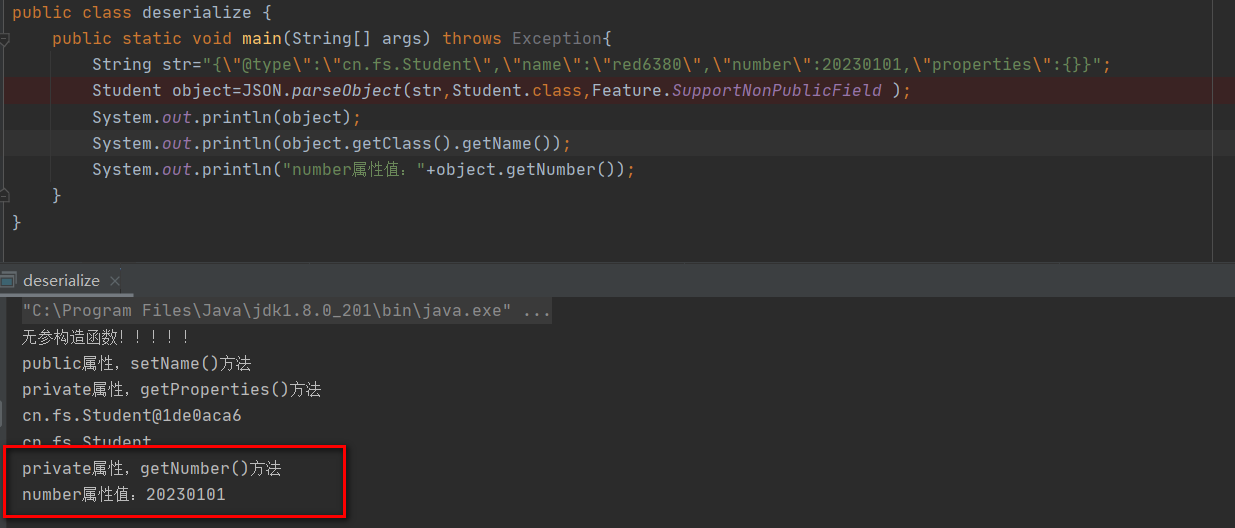 public class deserialize {
    public static void main(String[] args) throws Exception{
        String str="{\"@type\":\"cn.fs.Student\",\"name\":\"red6380\",\"number\":20230101,\"properties\":{}}";
        Student object=JSON.parseObject(str,Student.class,Feature.SupportNonPublicField );
        System.out.println(object);
        System.out.println(object.getClass().getName());
        System.out.println("number属性值："+object.getNumber());
    }
}
deserialize ×
"C:\Program Files\Java\jdk1.8.0_201\bin\java.exe" ...
无参构造函数！！！！！
public属性，setName()方法
private属性，getProperties()方法
cn.fs.Student@1de0aca6
cn.fs.Student
private属性，getNumber()方法
number属性值：20230101